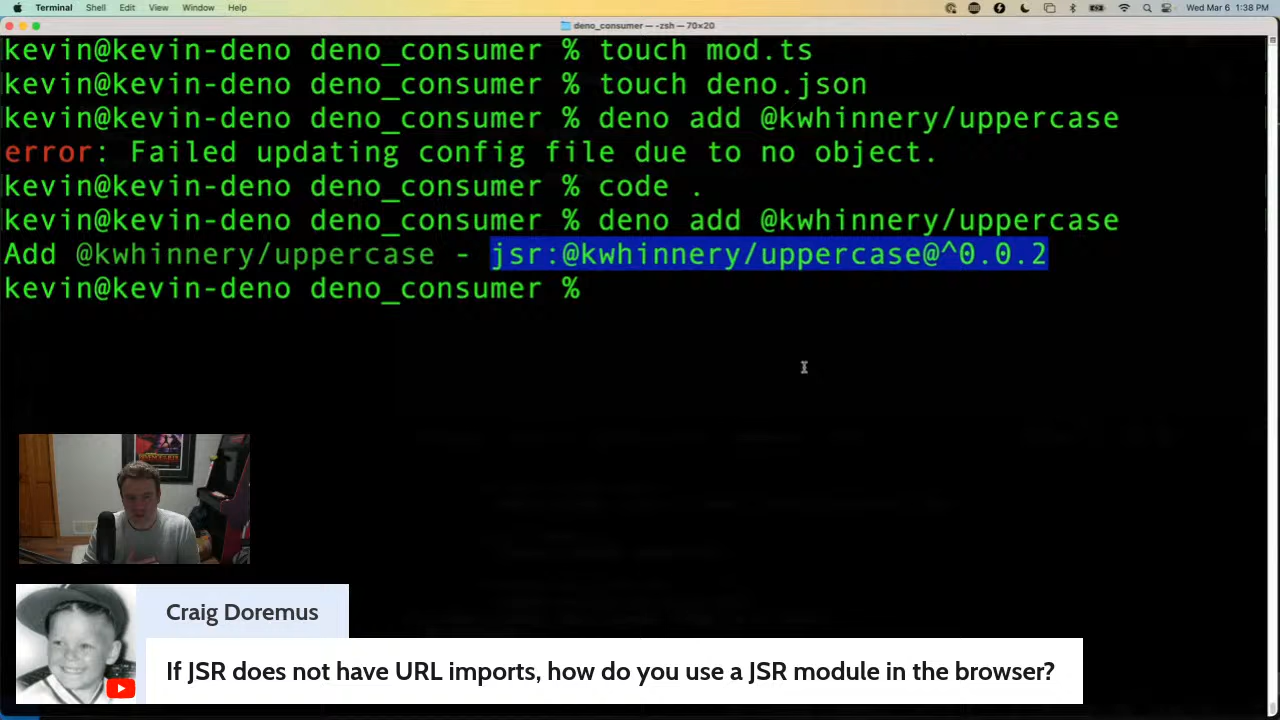 Terminal Shell Edit View Window Help Wed Mar 6 1:38 PM
deno_consumer — -zsh — 70×20
kevin@kevin-deno deno_consumer % touch mod.ts
kevin@kevin-deno deno_consumer % touch deno.json
kevin@kevin-deno deno_consumer % deno add @kwhinnery/uppercase
error: Failed updating config file due to no object.
kevin@kevin-deno deno_consumer % code .
kevin@kevin-deno deno_consumer % deno add @kwhinnery/uppercase
Add @kwhinnery/uppercase - jsr:@kwhinnery/uppercase@^0.0.2
kevin@kevin-deno deno_consumer %
Craig Doremus
If JSR does not have URL imports, how do you use a JSR module in the browser?